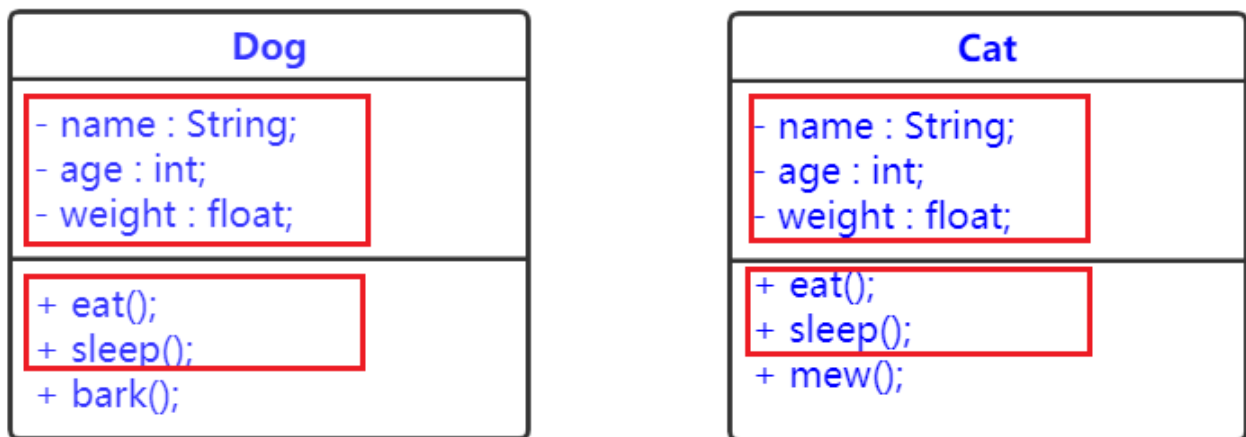 Dog
- name : String;
- age : int;
- weight : float;
+ eat();
+ sleep();
+ bark();
Cat
- name : String;
- age : int;
- weight : float;
+ eat();
+ sleep();
+ mew();